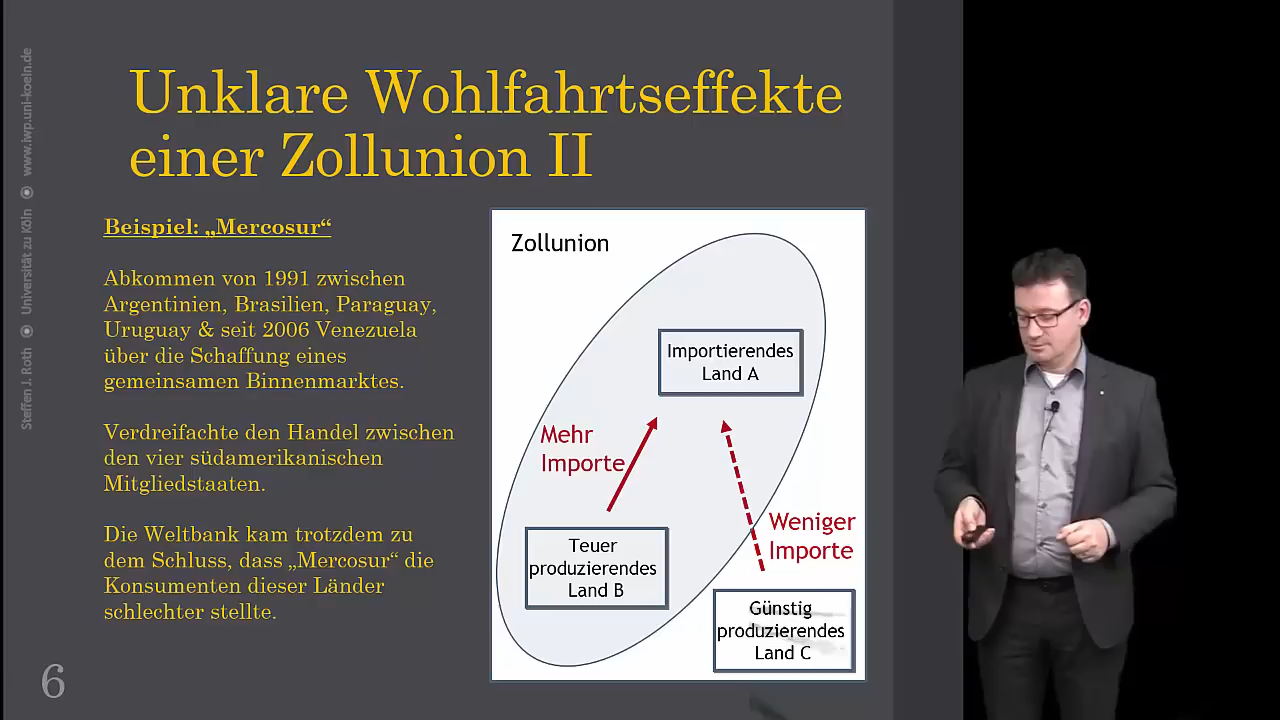 Unklare Wohlfahrtseffekte
einer Zollunion II
Beispiel: „Mercosur“
Abkommen von 1991 zwischen
Argentinien, Brasilien, Paraguay,
Uruguay & seit 2006 Venezuela
über die Schaffung eines
gemeinsamen Binnenmarktes.
Verdreifachte den Handel zwischen
den vier südamerikanischen
Mitgliedstaaten.
Die Weltbank kam trotzdem zu
dem Schluss, dass „Mercosur“ die
Konsumenten dieser Länder
schlechter stellte.
Zollunion
Importierendes
Land A
Mehr
Importe
Weniger
Importe
Teuer
produzierendes
Land B
Günstig
produzierendes
Land C
Steffen J. Roth ◉ Universität zu Köln ◉ www.iwp.uni-koeln.de
6